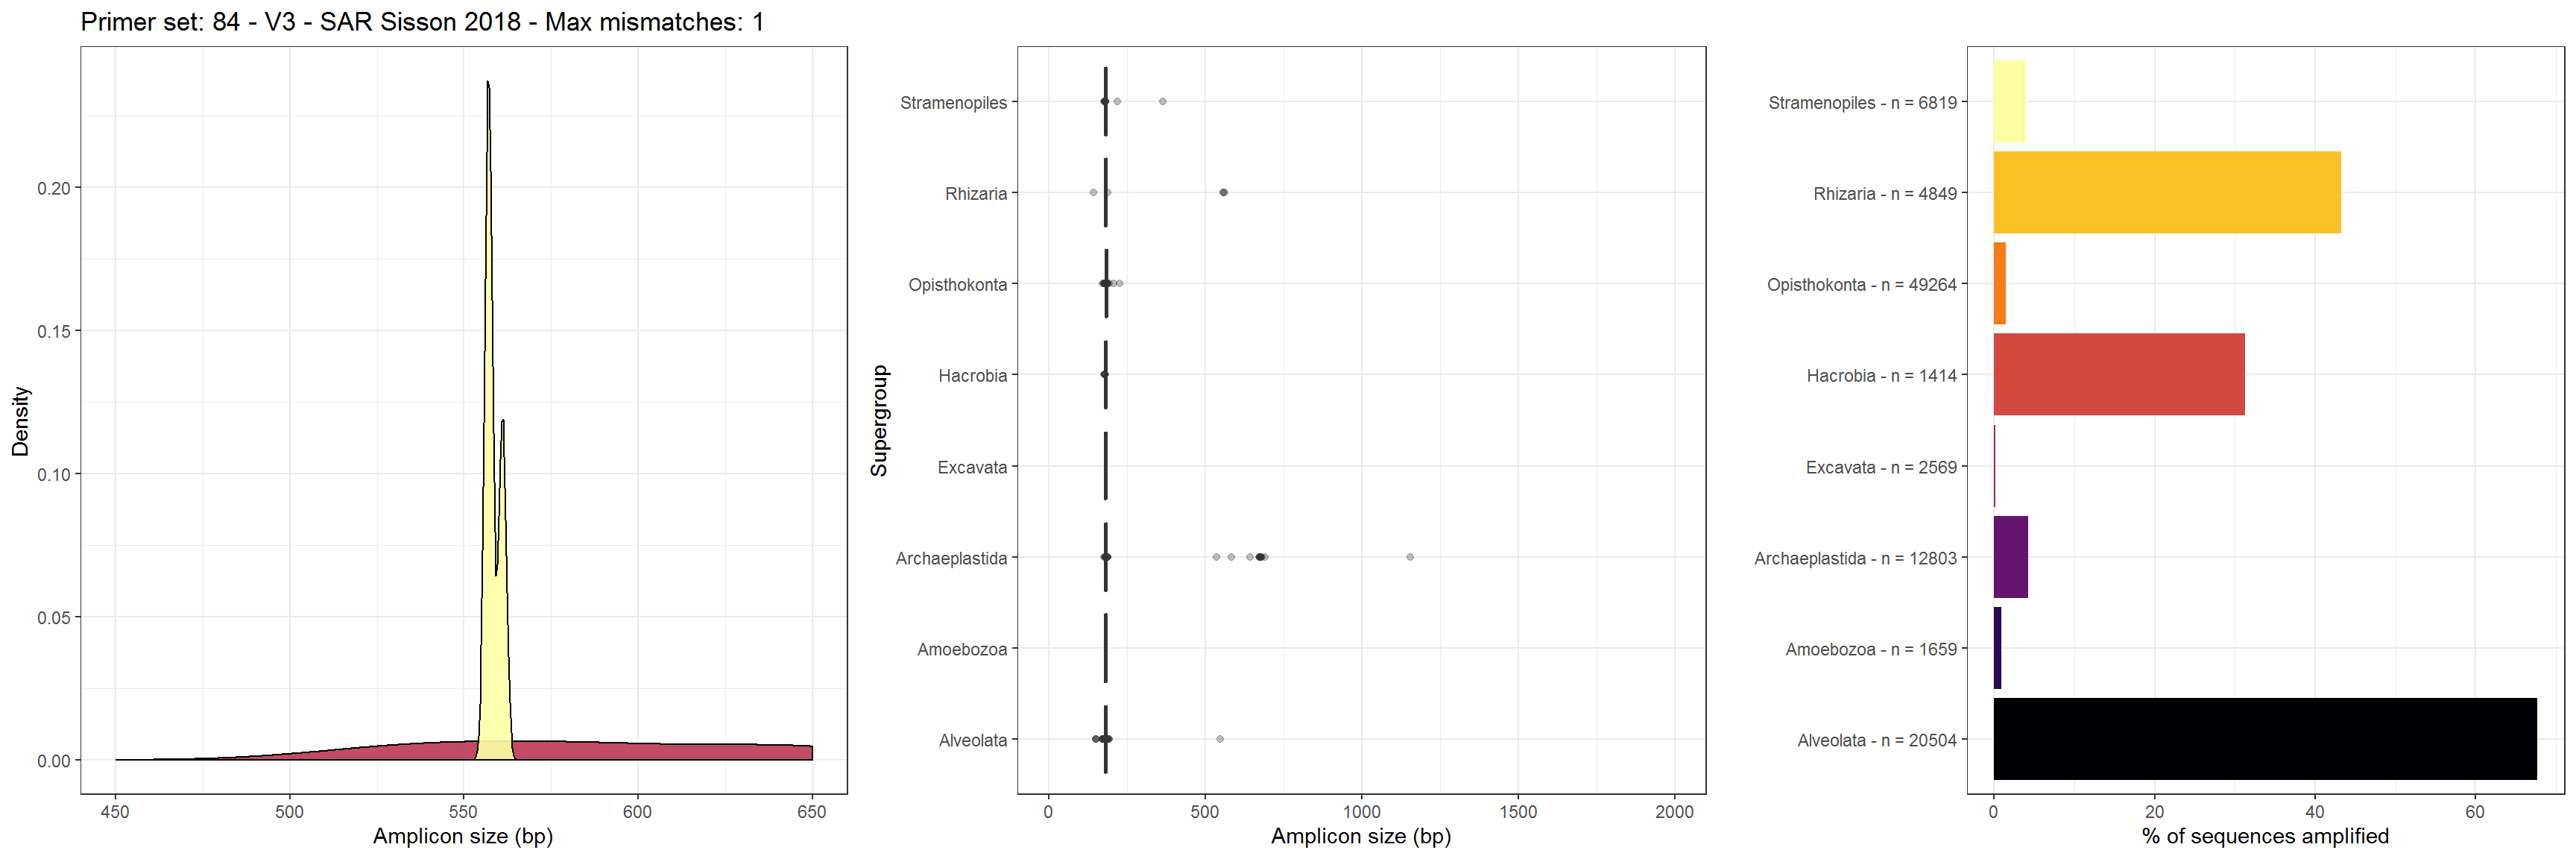 Primer set: 84 - V3 - SAR Sisson 2018 - Max mismatches: 1
Density
0.20
0.15
0.10
0.05
0.00
450 500 550 600 650
Amplicon size (bp)
Supergroup
Stramenopiles
Rhizaria
Opisthokonta
Hacrobia
Excavata
Archaeplastida
Amoebozoa
Alveolata
0 500 1000 1500 2000
Amplicon size (bp)
Stramenopiles - n = 6819
Rhizaria - n = 4849
Opisthokonta - n = 49264
Hacrobia - n = 1414
Excavata - n = 2569
Archaeplastida - n = 12803
Amoebozoa - n = 1659
Alveolata - n = 20504
0 20 40 60
% of sequences amplified